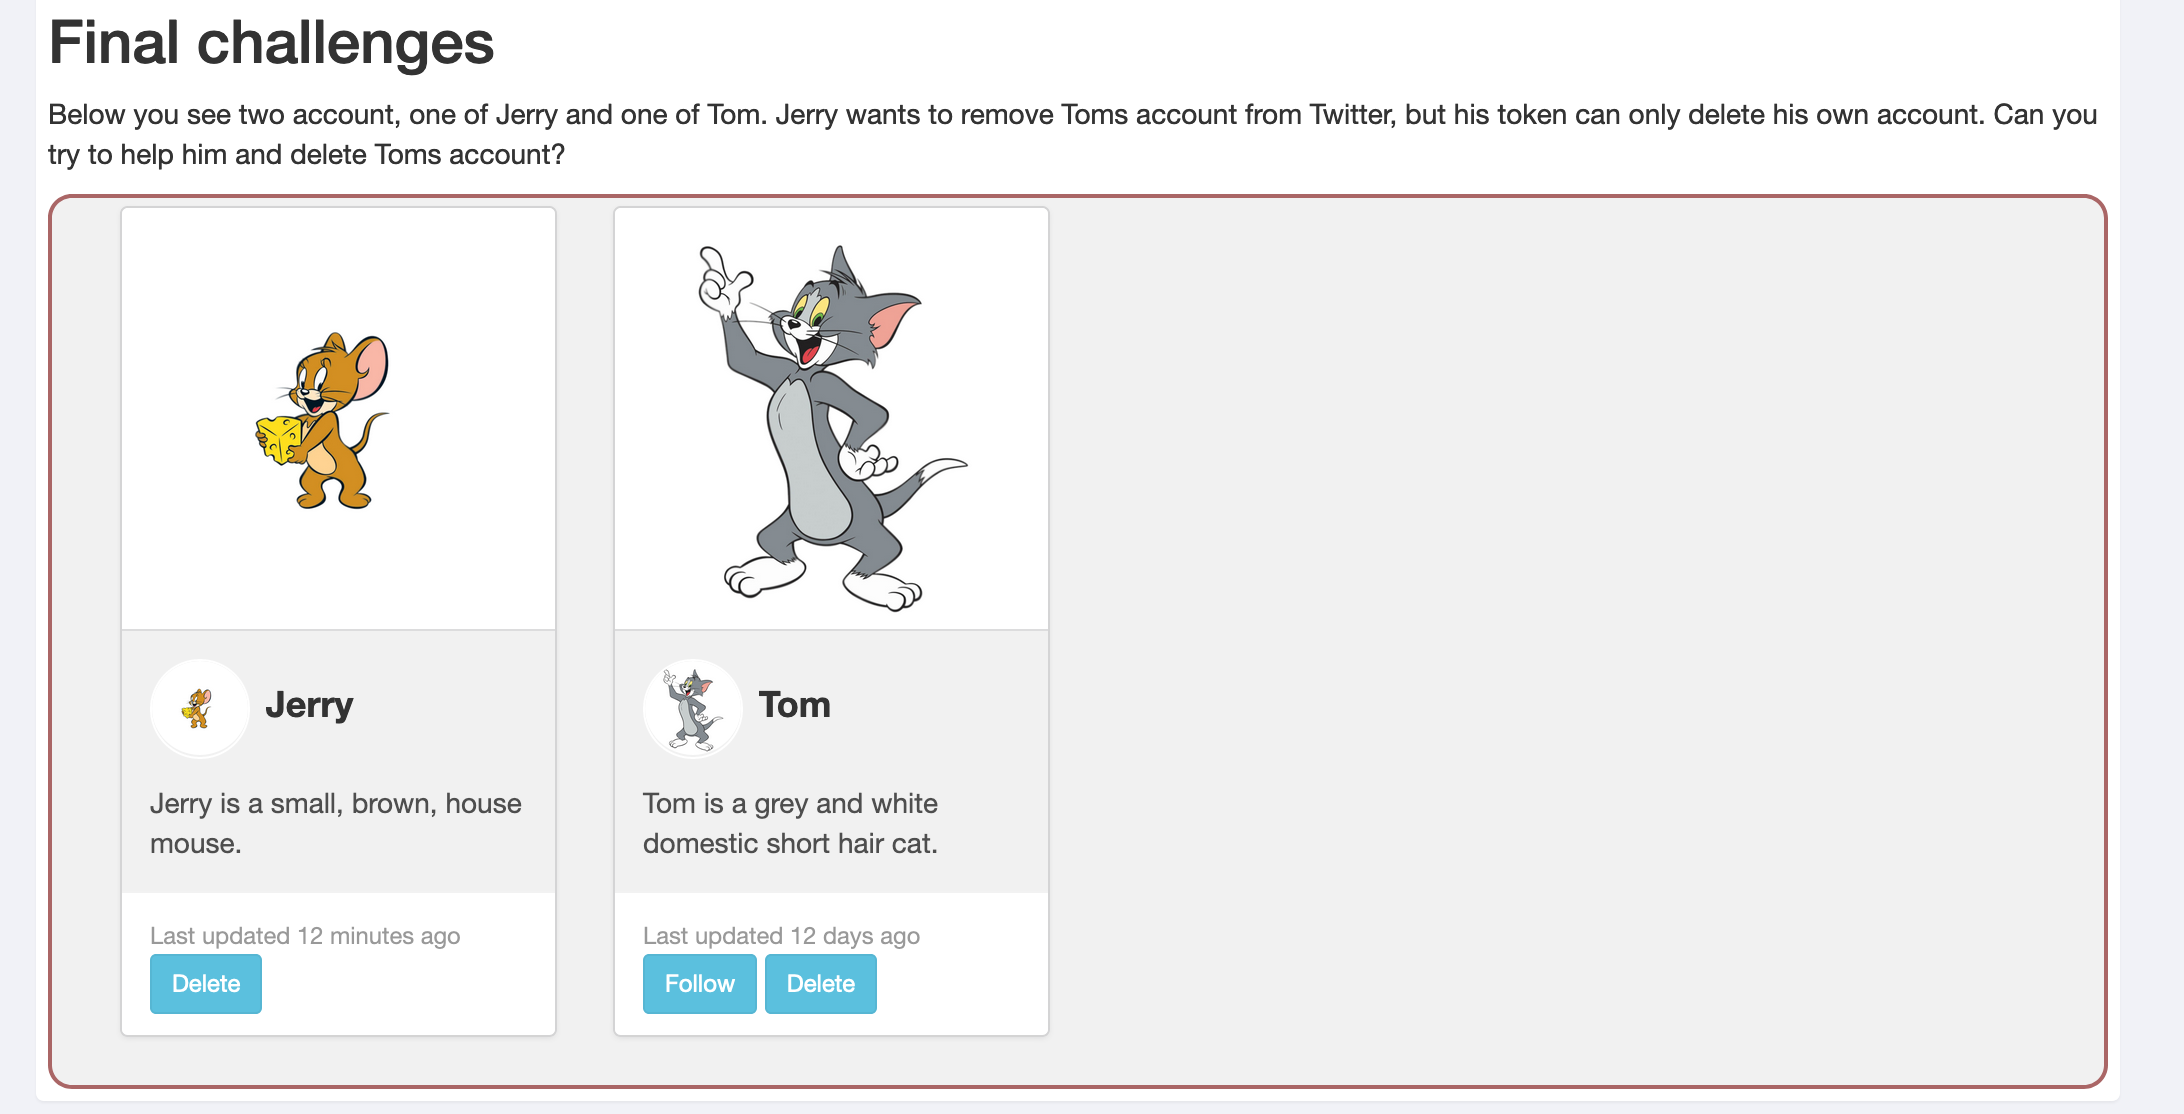 Final challenges
Below you see two account, one of Jerry and one of Tom. Jerry wants to remove Toms account from Twitter, but his token can only delete his own account. Can you
try to help him and delete Toms account?
Jerry
Jerry is a small, brown, house
mouse.
Last updated 12 minutes ago
Delete
Tom
Tom is a grey and white
domestic short hair cat.
Last updated 12 days ago
Follow Delete